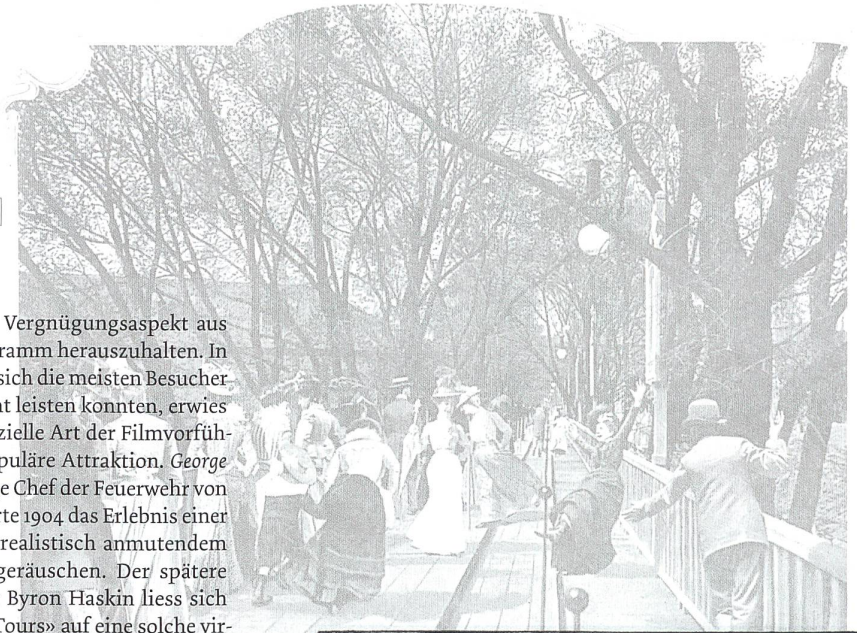 Vergnügungsaspekt aus
ramm herauszuhalten. In
sich die meisten Besucher
ht leisten konnten, erwies
zielle Art der Filmvorfüh-
puläre Attraktion. George
e Chef der Feuerwehr von
rte 1904 das Erlebnis einer
realistisch anmutendem
geräuschen. Der spätere
Byron Haskin liess sich
Tours» auf eine solche vir-